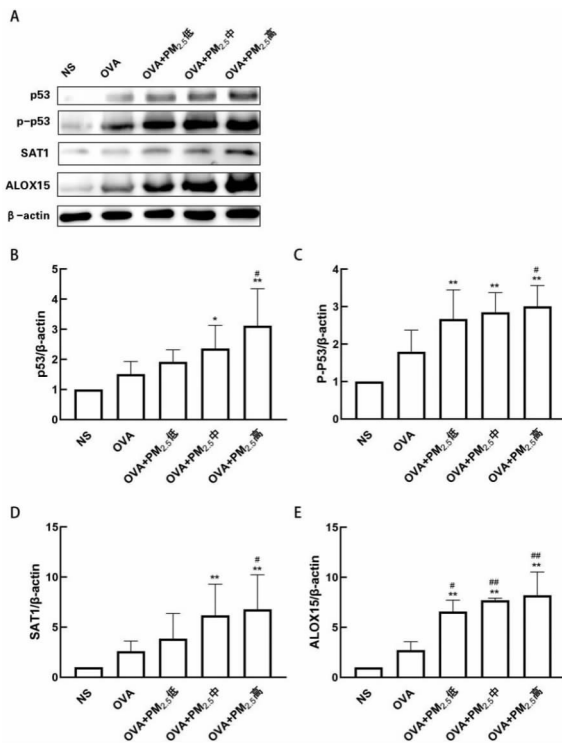 A
NS
OVA
OVA+PM2.5低
OVA+PM2.5中
OVA+PM2.5高
p53
p-p53
SAT1
ALOX15
β-actin
B
p53/β-actin
5
4
3
2
1
0
#
**
*
NS
OVA
OVA+PM2.5低
OVA+PM2.5中
OVA+PM2.5高
C
P-P53/β-actin
4
3
2
1
0
**
**
#
**
NS
OVA
OVA+PM2.5低
OVA+PM2.5中
OVA+PM2.5高
D
SAT1/β-actin
15
10
5
0
**
#
**
NS
OVA
OVA+PM2.5低
OVA+PM2.5中
OVA+PM2.5高
E
ALOX15/β-actin
15
10
5
0
#
**
##
**
##
**
NS
OVA
OVA+PM2.5低
OVA+PM2.5中
OVA+PM2.5高